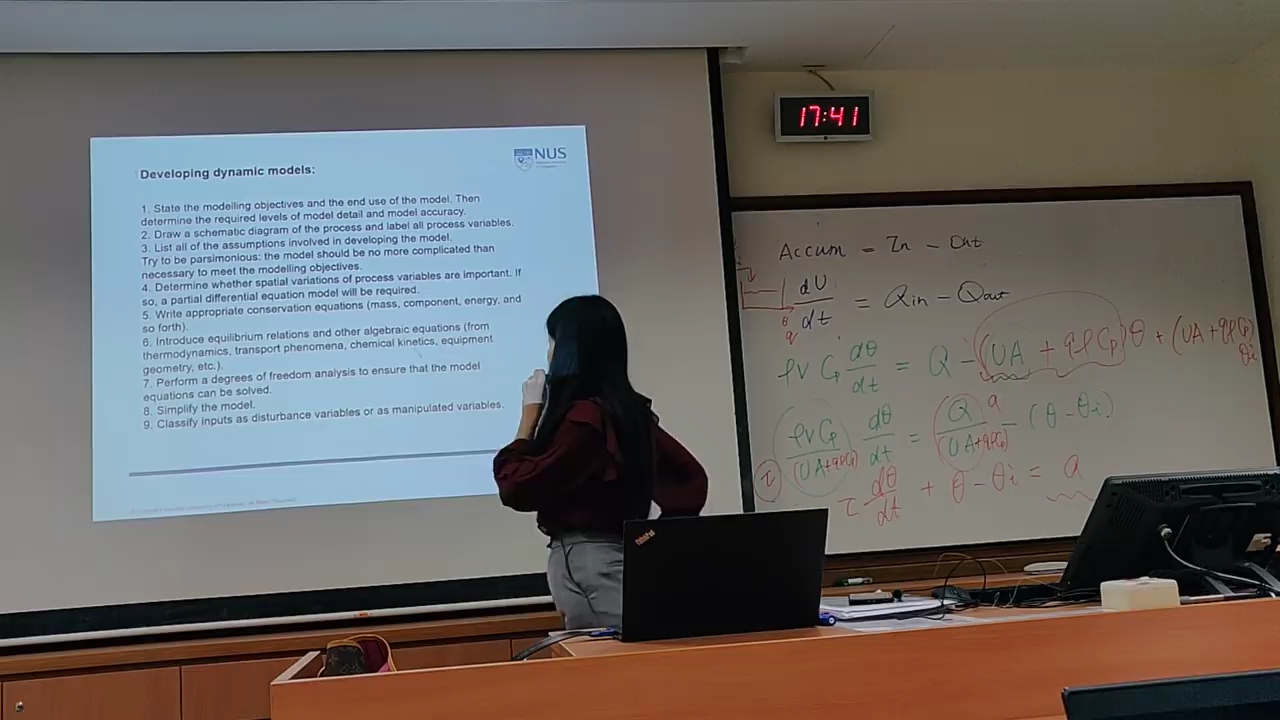 NUS
Developing dynamic models:
1. State the modelling objectives and the end use of the model. Then
determine the required levels of model detail and model accuracy.
2. Draw a schematic diagram of the process and label all process variables.
3. List all of the assumptions involved in developing the model.
Try to be parsimonious: the model should be no more complicated than
necessary to meet the modelling objectives.
4. Determine whether spatial variations of process variables are important. If
so, a partial differential equation model will be required.
5. Write appropriate conservation equations (mass, component, energy, and
so forth).
6. Introduce equilibrium relations and other algebraic equations (from
thermodynamics, transport phenomena, chemical kinetics, equipment
geometry, etc.).
7. Perform a degrees of freedom analysis to ensure that the model
equations can be solved.
8. Simplify the model.
9. Classify inputs as disturbance variables or as manipulated variables.
17:41
Accum = In - Out
dU/dt = Qin - Qout
ρVCp dθ/dt = Q - (UA + qρCp)θ + (UA + qρCp)θi
ρVCp/(UA+qρCp) dθ/dt = Q/(UA+qρCp) - (θ - θi)
τ dθ/dt + θ - θi = a
ThinkPad